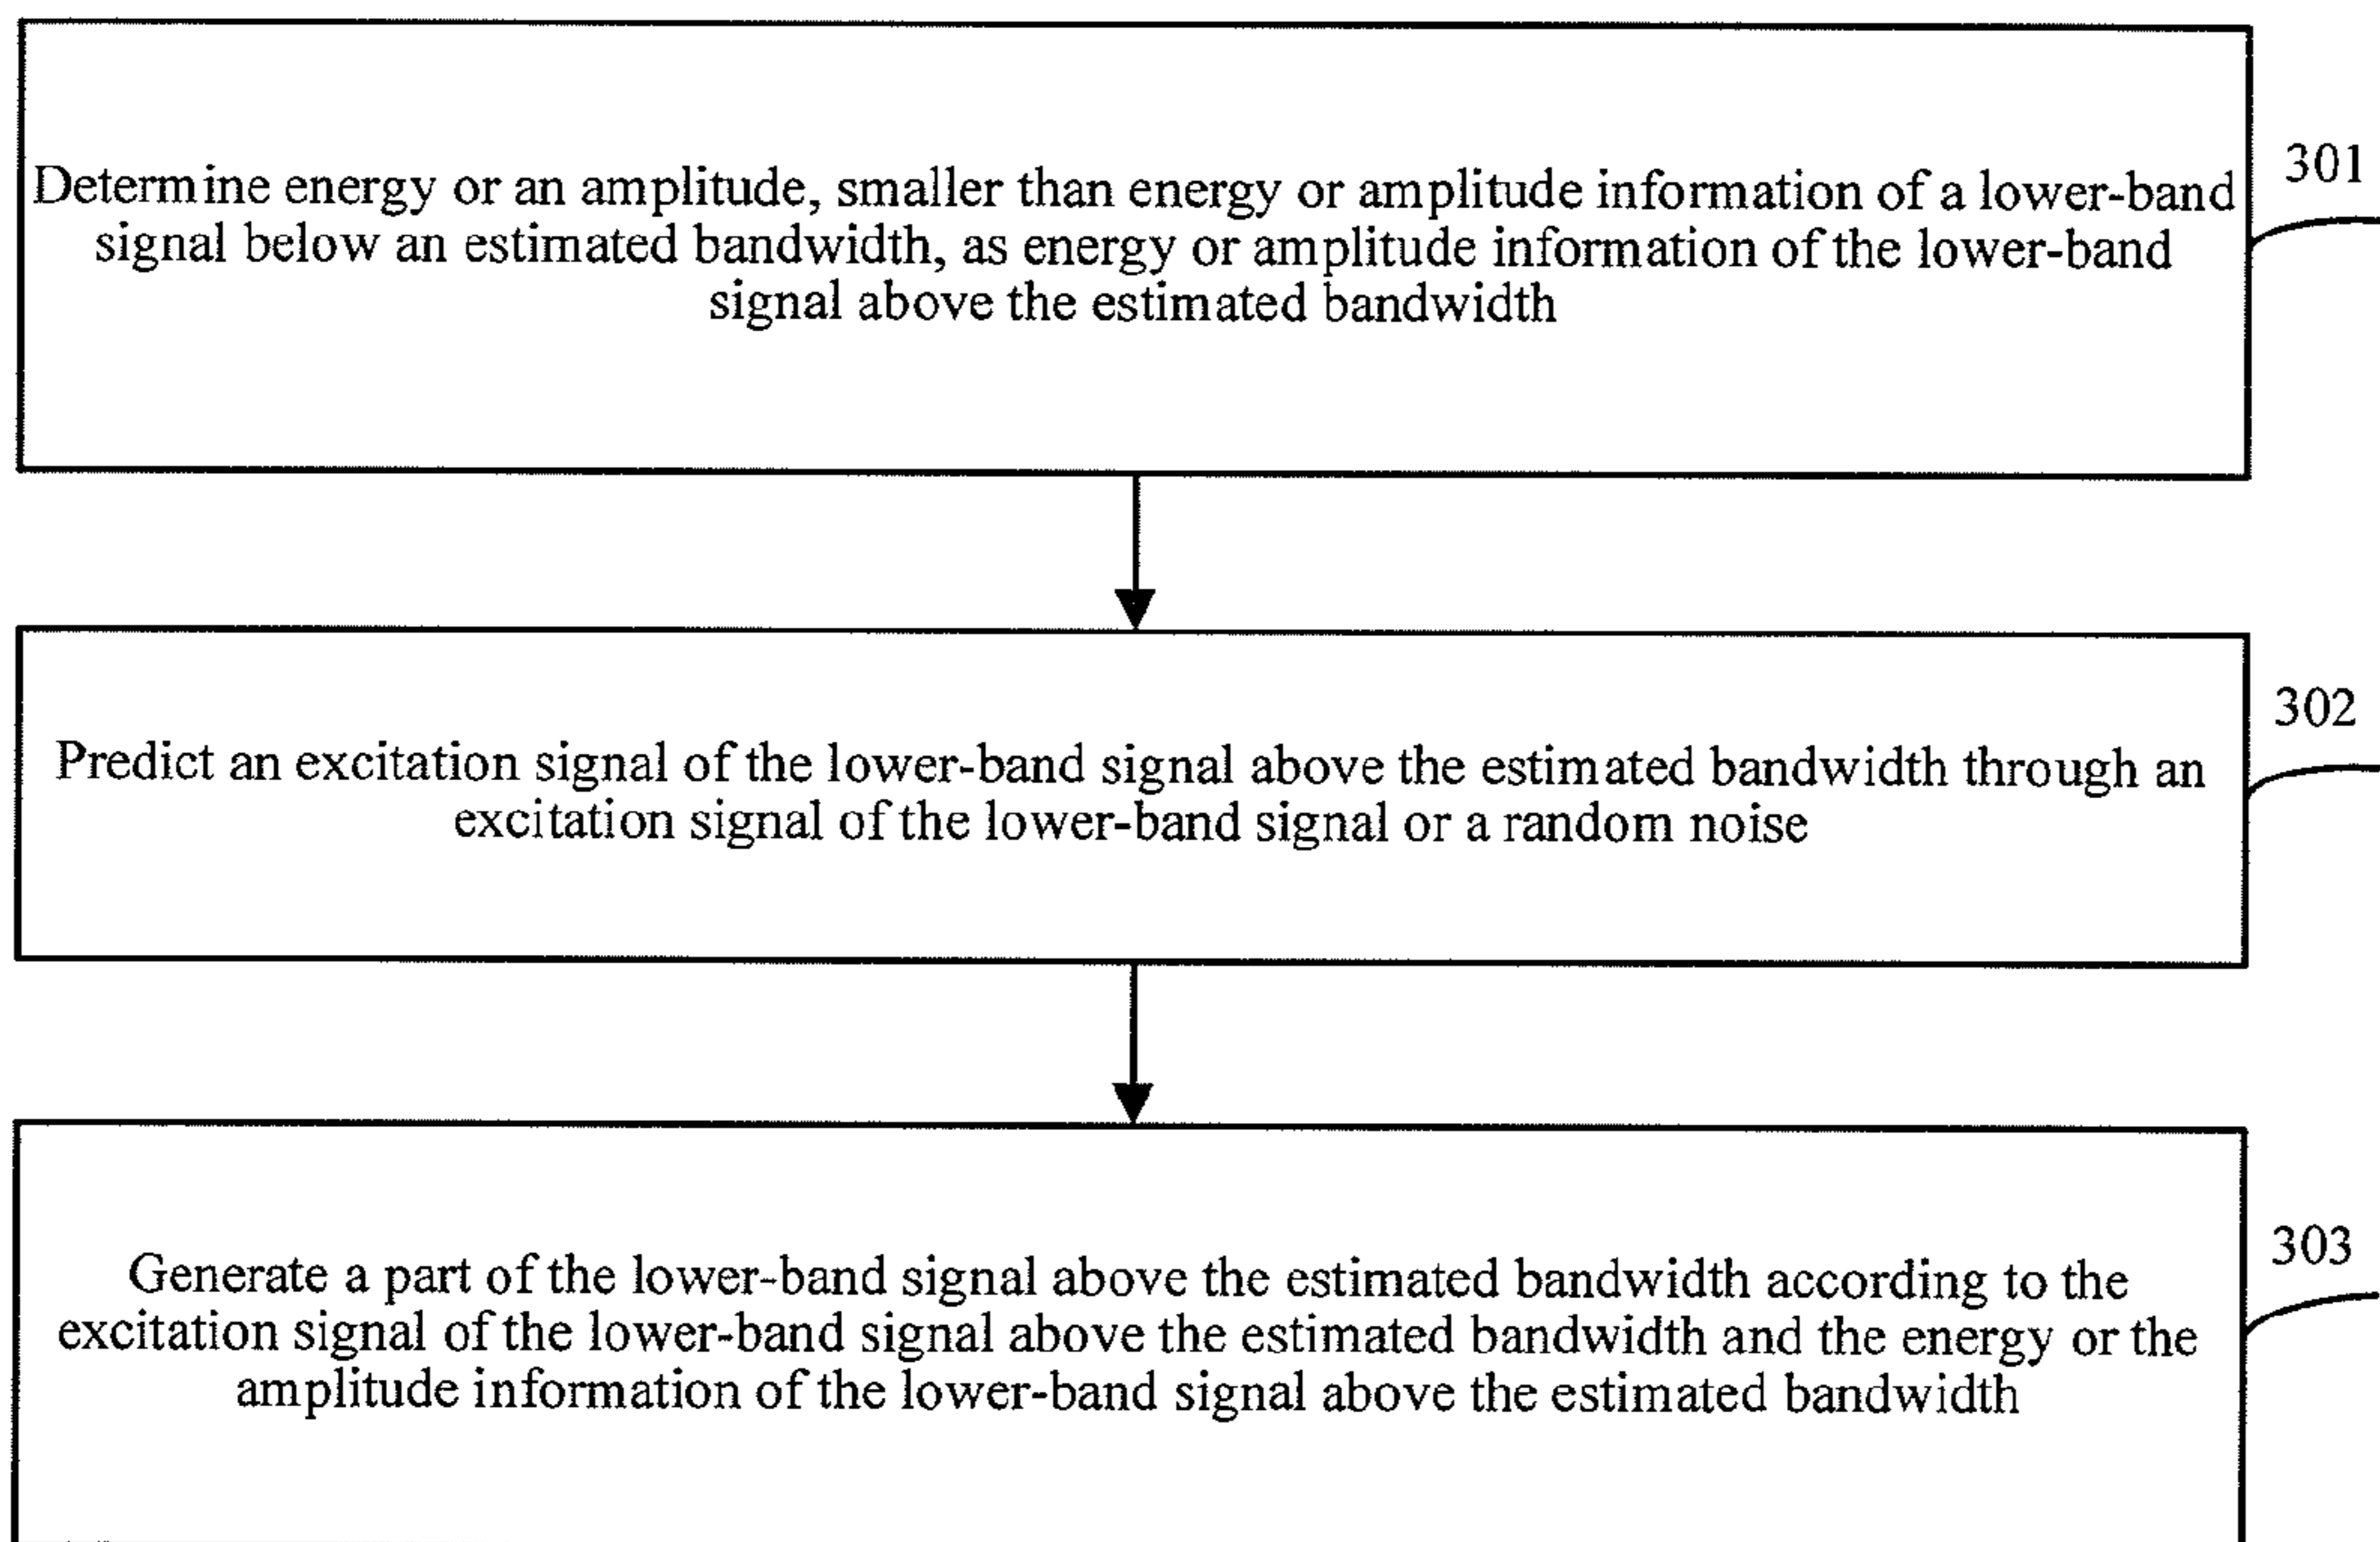 301
Determine energy or an amplitude, smaller than energy or amplitude information of a lower-band
signal below an estimated bandwidth, as energy or amplitude information of the lower-band
signal above the estimated bandwidth
302
Predict an excitation signal of the lower-band signal above the estimated bandwidth through an
excitation signal of the lower-band signal or a random noise
303
Generate a part of the lower-band signal above the estimated bandwidth according to the
excitation signal of the lower-band signal above the estimated bandwidth and the energy or the
amplitude information of the lower-band signal above the estimated bandwidth